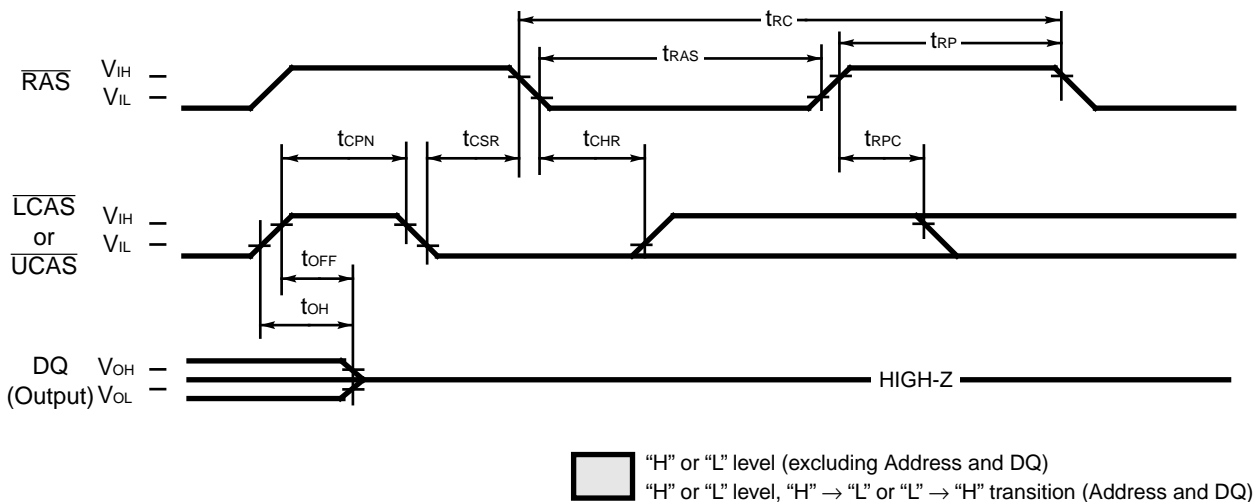 tRC
tRP
tRAS
RAS
VIH
VIL
tCPN
tCSR
tCHR
tRPC
LCAS
or
UCAS
VIH
VIL
tOFF
tOH
DQ
(Output)
VOH
VOL
HIGH-Z
“H” or “L” level (excluding Address and DQ)
“H” or “L” level, “H” → “L” or “L” → “H” transition (Address and DQ)